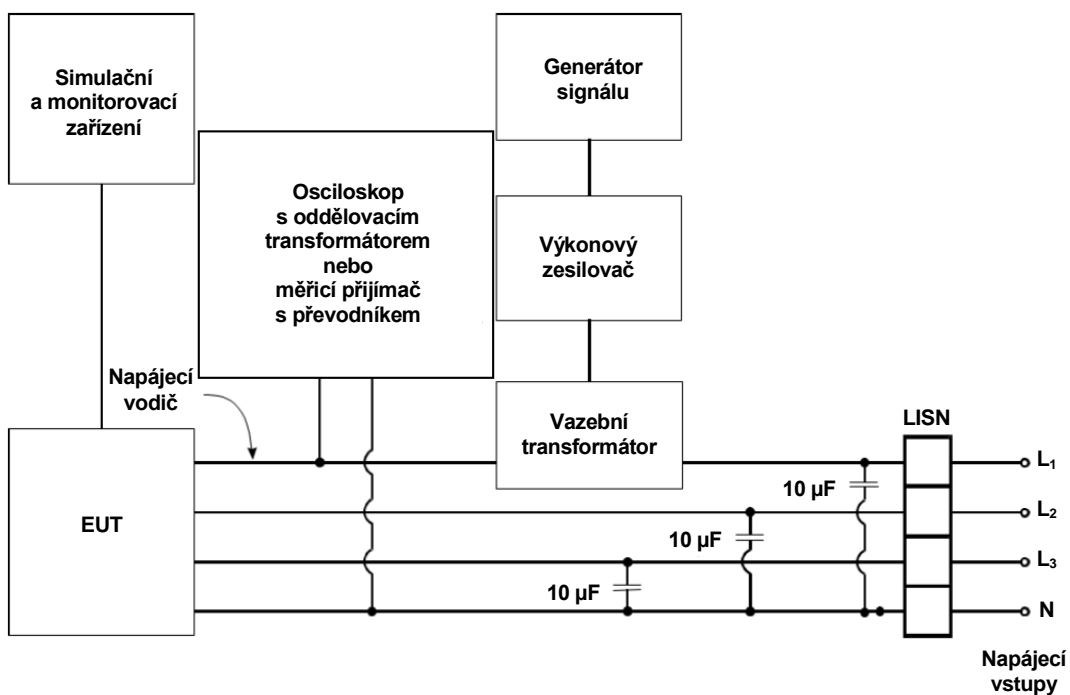 Simulační
a monitorovací
zařízení
Generátor
signálu
Osciloskop
s oddělovacím
transformátorem
nebo
měřicí přijímač
s převodníkem
Výkonový
zesilovač
Napájecí
vodič
Vazební
transformátor
LISN
EUT
10 µF
10 µF
10 µF
L₁
L₂
L₃
N
Napájecí
vstupy